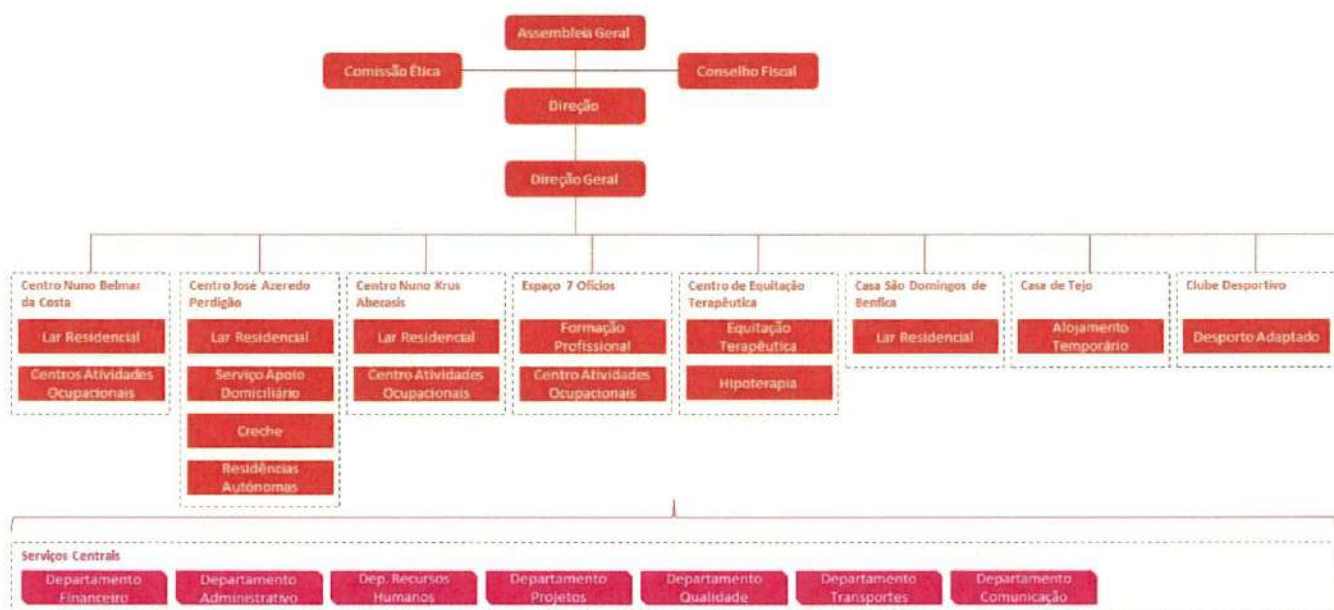 Assembleia Geral
Comissão Ética
Conselho Fiscal
Direção
Direção Geral
Centro Nuno Belmar
da Costa
Lar Residencial
Centros Atividades
Ocupacionais
Centro José Azeredo
Perdigão
Lar Residencial
Serviço Apoio
Domiciliário
Creche
Residências
Autónomas
Centro Nuno Krus
Abecasis
Lar Residencial
Centro Atividades
Ocupacionais
Espaço 7 Ofícios
Formação
Profissional
Centro Atividades
Ocupacionais
Centro de Equitação
Terapêutica
Equitação
Terapêutica
Hipoterapia
Casa São Domingos de
Benfica
Lar Residencial
Casa de Tejo
Alojamento
Temporário
Clube Desportivo
Desporto Adaptado
Serviços Centrais
Departamento
Financeiro
Departamento
Administrativo
Dep. Recursos
Humanos
Departamento
Projetos
Departamento
Qualidade
Departamento
Transportes
Departamento
Comunicação